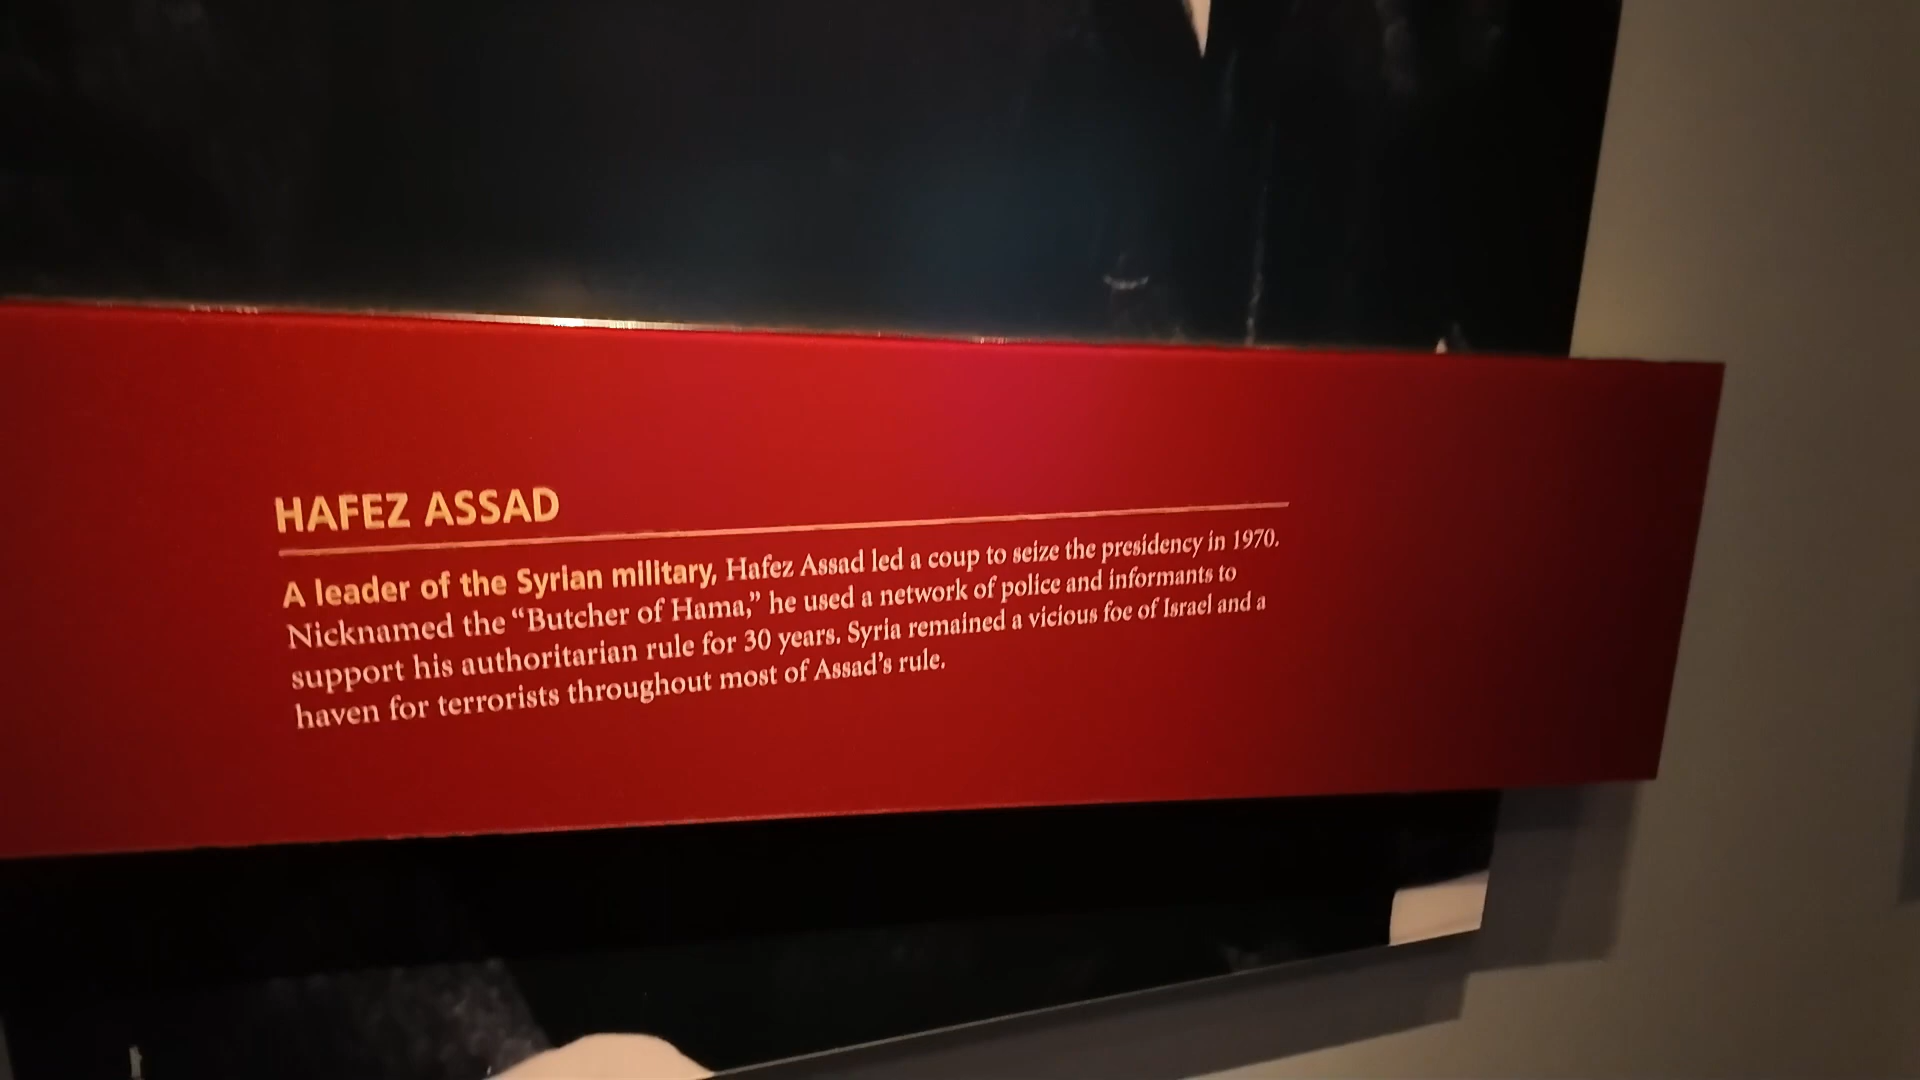 HAFEZ ASSAD
A leader of the Syrian military, Hafez Assad led a coup to seize the presidency in 1970.
Nicknamed the “Butcher of Hama,” he used a network of police and informants to
support his authoritarian rule for 30 years. Syria remained a vicious foe of Israel and a
haven for terrorists throughout most of Assad’s rule.